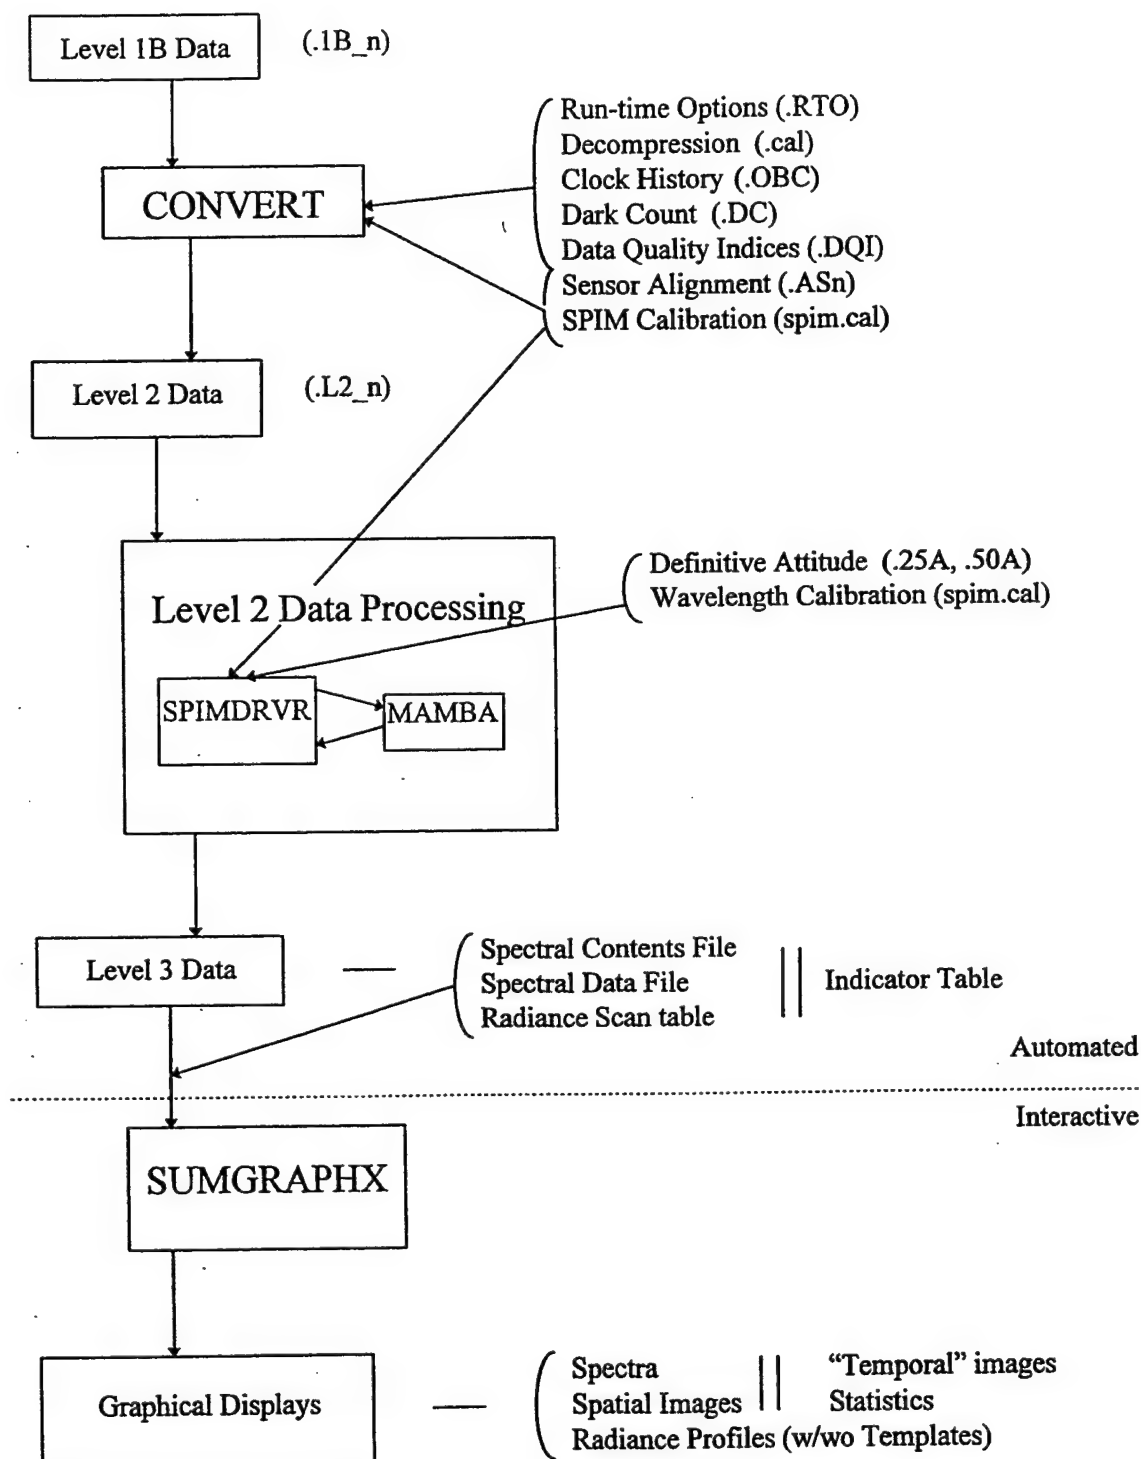 Level 1B Data (.1B_n)
Run-time Options (.RTO)
Decompression (.cal)
Clock History (.OBC)
Dark Count (.DC)
Data Quality Indices (.DQI)
Sensor Alignment (.ASn)
SPIM Calibration (spim.cal)
CONVERT
Level 2 Data (.L2_n)
Definitive Attitude (.25A, .50A)
Wavelength Calibration (spim.cal)
Level 2 Data Processing
SPIMDRVR MAMBA
Level 3 Data
Spectral Contents File
Spectral Data File
Radiance Scan table
Indicator Table
Automated
Interactive
SUMGRAPHX
Graphical Displays
Spectra
Spatial Images
Radiance Profiles (w/wo Templates)
“Temporal” images
Statistics